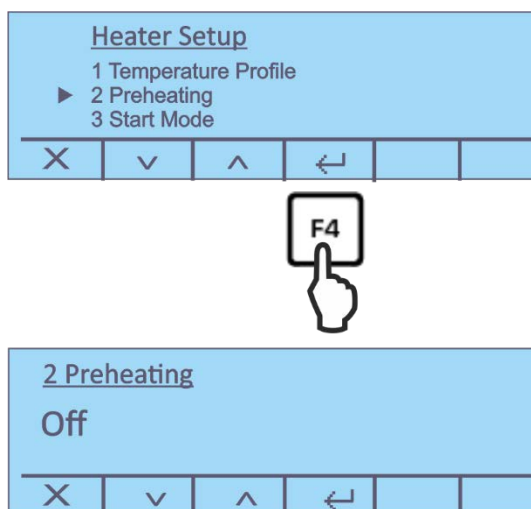 Heater Setup
1 Temperature Profile
▶ 2 Preheating
3 Start Mode
X ∨ ∧ ↵
F4
2 Preheating
Off
X ∨ ∧ ↵